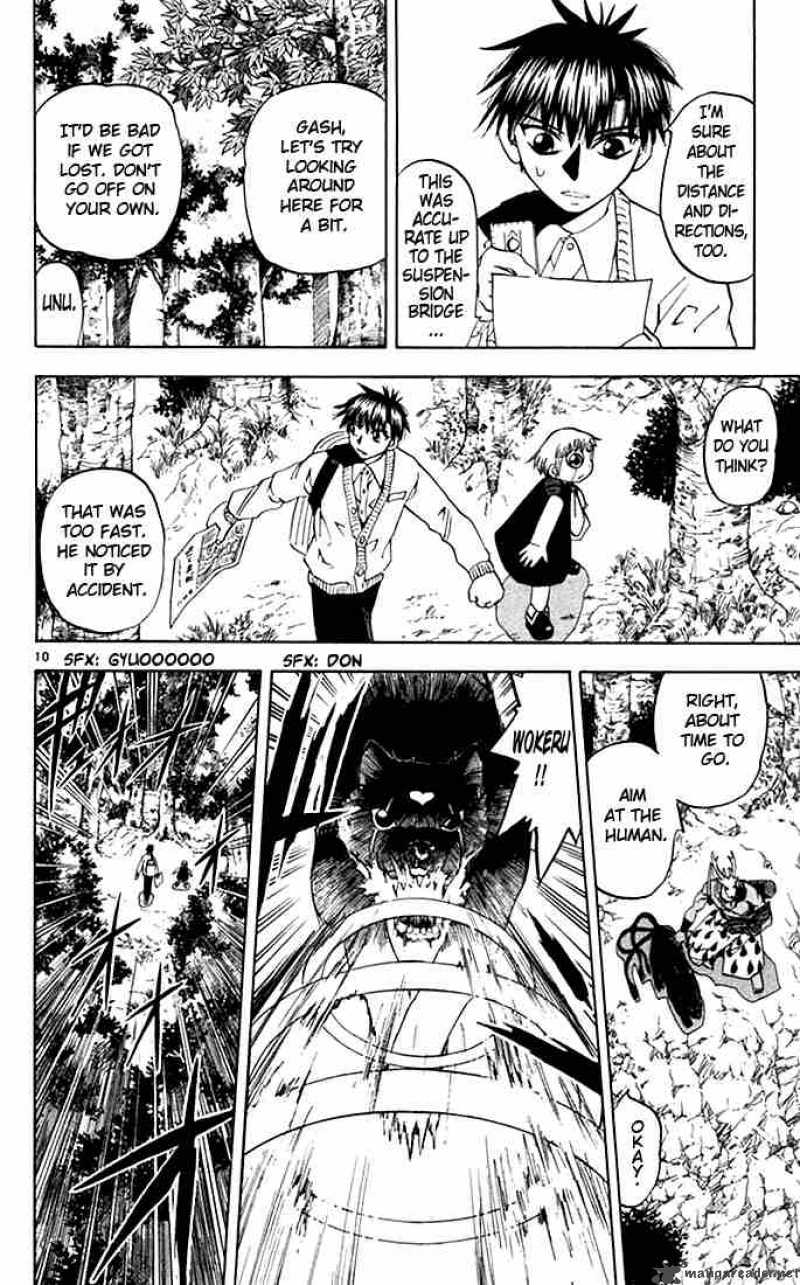 I'M
SURE
ABOUT
THE
DISTANCE
AND DI-
RECTIONS,
TOO.
THIS
WAS
ACCU-
RATE UP
TO THE
SUSPEN-
SION
BRIDGE
...
GASH,
LET'S TRY
LOOKING
AROUND
HERE FOR
A BIT.
IT'D BE BAD
IF WE GOT
LOST. DON'T
GO OFF ON
YOUR OWN.
UNU.
WHAT
DO YOU
THINK?
THAT WAS
TOO FAST.
HE NOTICED
IT BY
ACCIDENT.
10
SFX: GYUOOOOOO
SFX: DON
RIGHT,
ABOUT
TIME TO
GO.
AIM
AT THE
HUMAN.
OKAY.
WOKERU
!!
mangareader.net